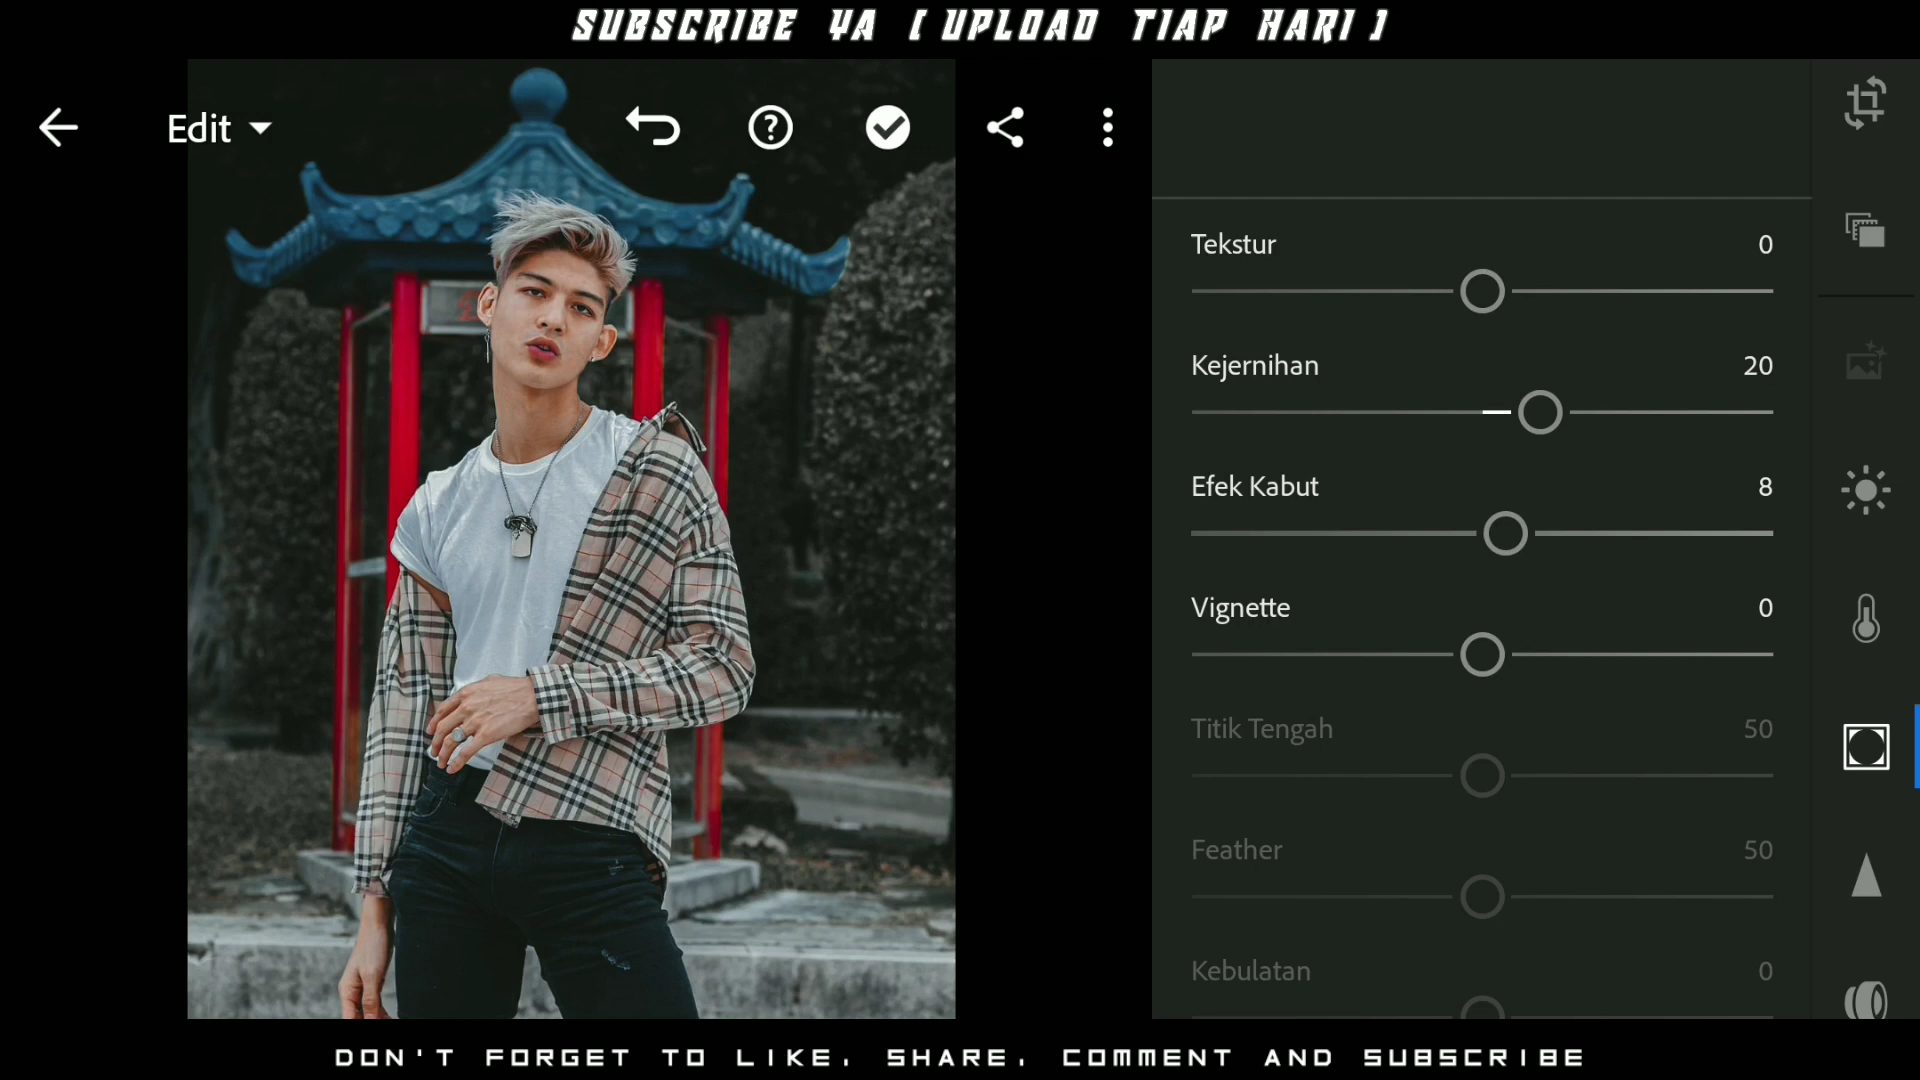 SUBSCRIBE YA [ UPLOAD TIAP HARI ]
Edit
Tekstur 0
Kejernihan 20
Efek Kabut 8
Vignette 0
Titik Tengah 50
Feather 50
Kebulatan 0
DON'T FORGET TO LIKE, SHARE, COMMENT AND SUBSCRIBE